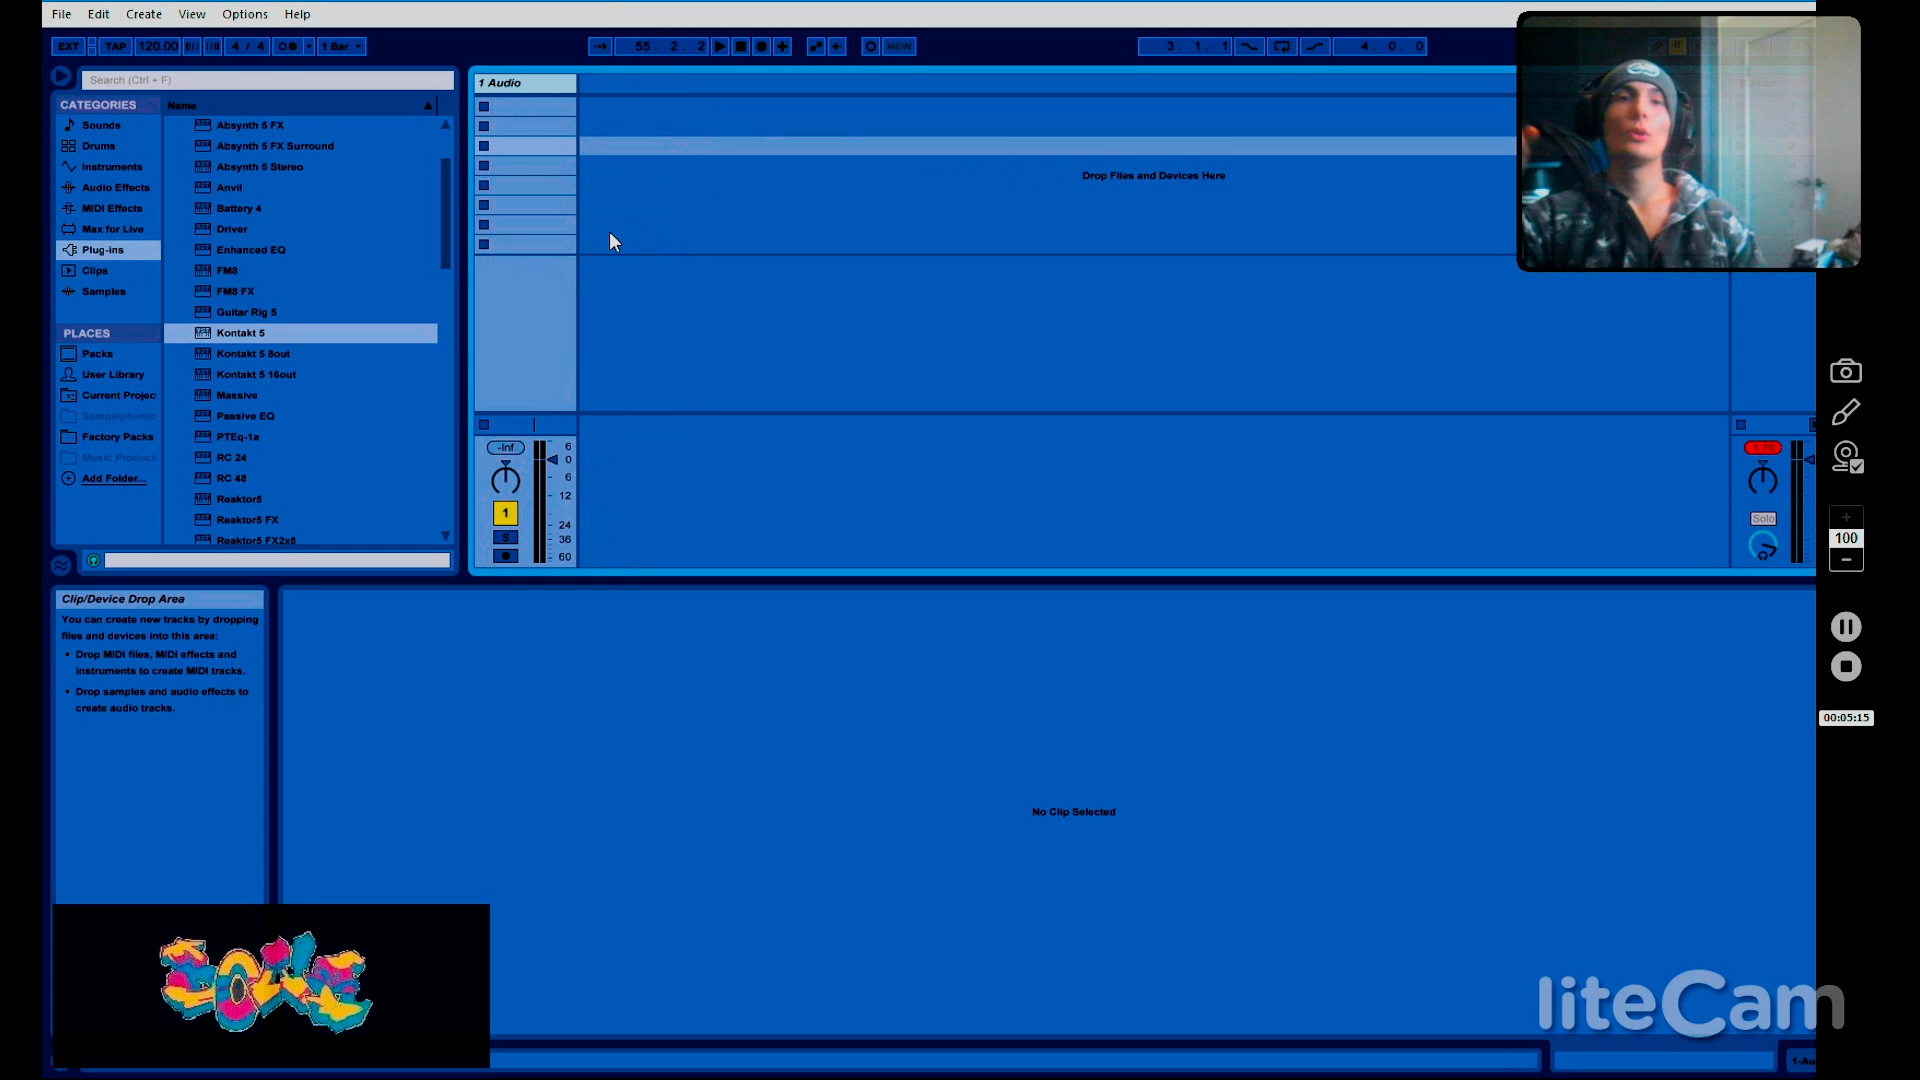 File Edit Create View Options Help
EXT TAP 120.00 4 / 4 1 Bar 55. 2. 2 NEW 3. 1. 1 4. 0. 0
Search (Ctrl + F)
CATEGORIES
Sounds
Drums
Instruments
Audio Effects
MIDI Effects
Max for Live
Plug-ins
Clips
Samples
PLACES
Packs
User Library
Current Projec
Samplephonic
Factory Packs
Music Product
Add Folder...
Name
Absynth 5 FX
Absynth 5 FX Surround
Absynth 5 Stereo
Anvil
Battery 4
Driver
Enhanced EQ
FM8
FM8 FX
Guitar Rig 5
Kontakt 5
Kontakt 5 8out
Kontakt 5 16out
Massive
Passive EQ
PTEq-1a
RC 24
RC 48
Reaktor5
Reaktor5 FX
Reaktor5 FX2x8
1 Audio
Drop Files and Devices Here
-Inf
6
0
6
12
24
36
60
1
S
Solo
100
00:05:15
Clip/Device Drop Area
You can create new tracks by dropping
files and devices into this area:
Drop MIDI files, MIDI effects and
instruments to create MIDI tracks.
Drop samples and audio effects to
create audio tracks.
No Clip Selected
liteCam
1-Au